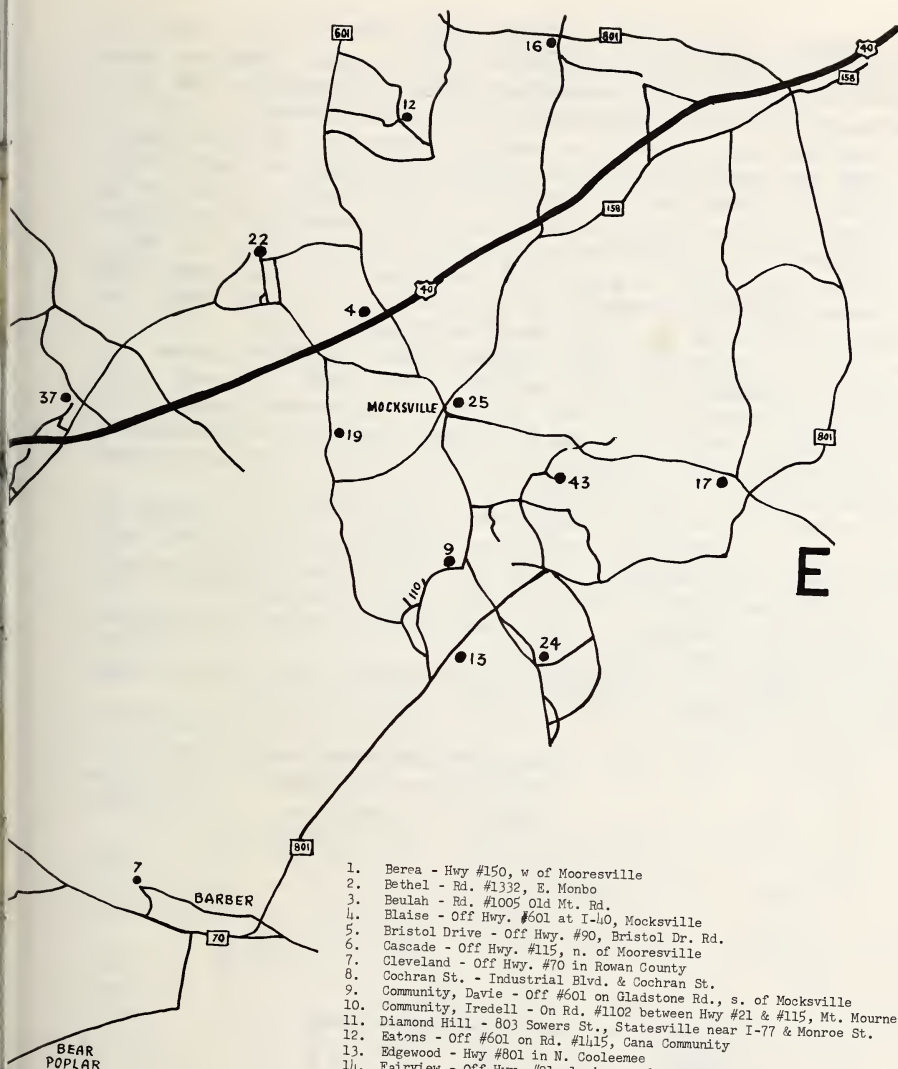 601
16
801
40
158
12
158
22
40
4
37
MOCKSVILLE
25
19
801
43
17
9
E
110
13
24
801
7
BARBER
70
BEAR
POPLAR
1. Berea - Hwy #150, w of Mooresville
2. Bethel - Rd. #1332, E. Monbo
3. Beulah - Rd. #1005 Old Mt. Rd.
4. Blaise - Off Hwy. #601 at I-40, Mocksville
5. Bristol Drive - Off Hwy. #90, Bristol Dr. Rd.
6. Cascade - Off Hwy. #115, n. of Mooresville
7. Cleveland - Off Hwy. #70 in Rowan County
8. Cochran St. - Industrial Blvd. & Cochran St.
9. Community, Davie - Off #601 on Gladstone Rd., s. of Mocksville
10. Community, Iredell - On Rd. #1102 between Hwy #21 & #115, Mt. Mourne
11. Diamond Hill - 803 Sowers St., Statesville near I-77 & Monroe St.
12. Eatons - Off #601 on Rd. #1415, Cana Community
13. Edgewood - Hwy #801 in N. Cooleemee
14. Fairview - Off Hwy.